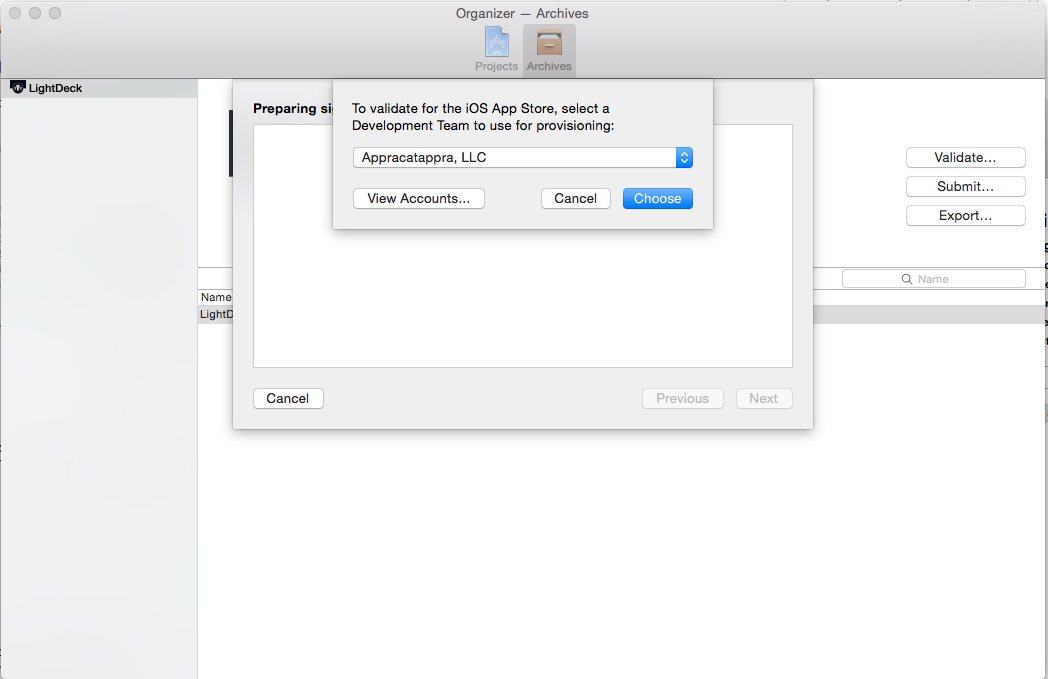 Organizer — Archives
Projects
Archives
LightDeck
Preparing
To validate for the iOS App Store, select a
Development Team to use for provisioning:
Appracatappra, LLC
View Accounts...
Cancel
Choose
Validate...
Submit...
Export...
Name
Name
LightD
Cancel
Previous
Next